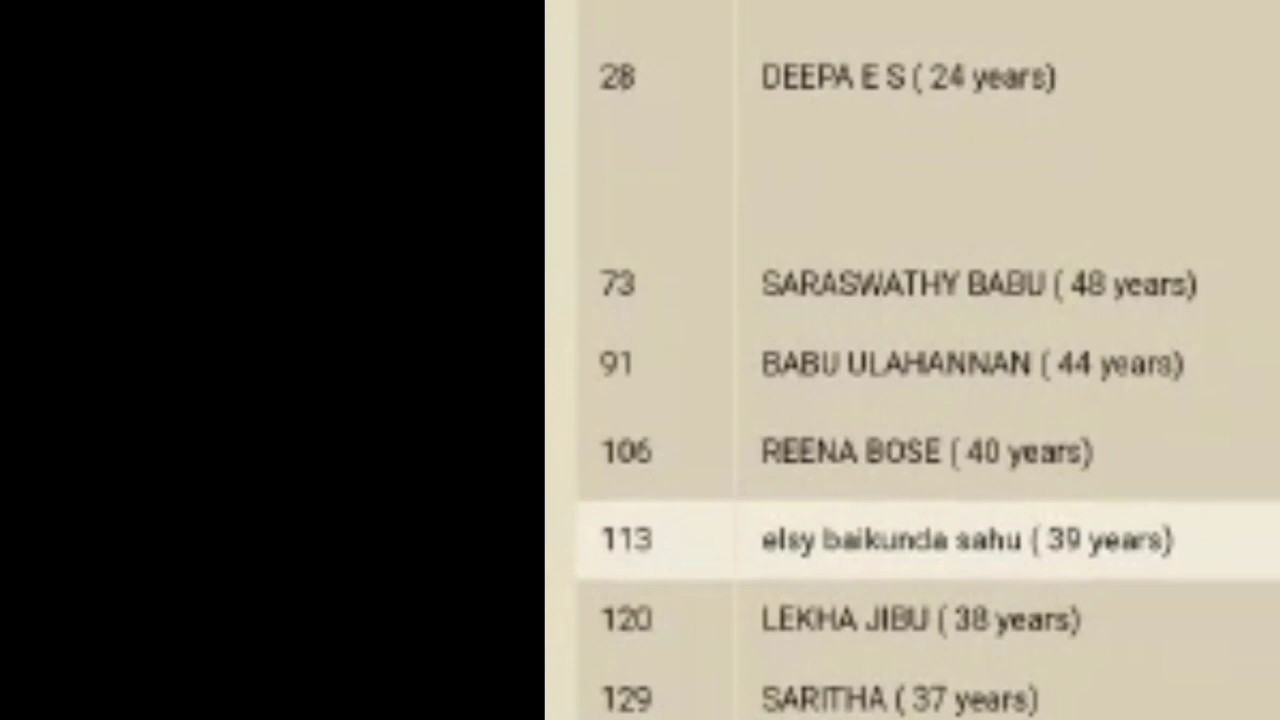 28 DEEPA E S ( 24 years)
73 SARASWATHY BABU ( 48 years)
91 BABU ULAHANNAN ( 44 years)
106 REENA BOSE ( 40 years)
113 elsy baikunda sahu ( 39 years)
120 LEKHA JIBU ( 38 years)
129 SARITHA ( 37 years)